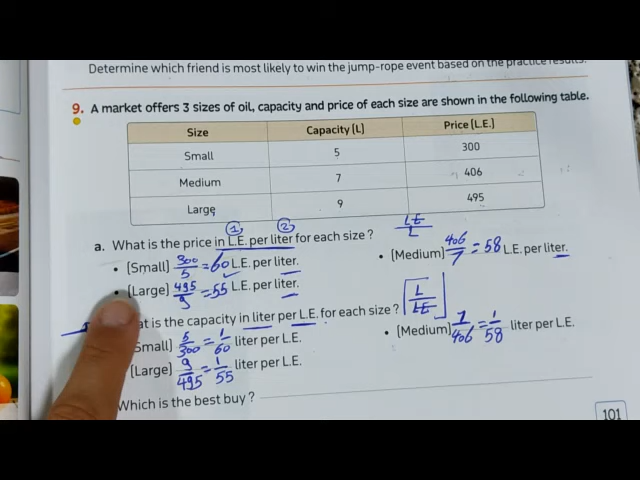 Determine which friend is most likely to win the jump-rope event based on the practice results.
9. A market offers 3 sizes of oil, capacity and price of each size are shown in the following table.
Size Capacity (L) Price (L.E.)
Small 5 300
Medium 7 406
Large 9 495
1 2
a. What is the price in L.E. per liter for each size ? LE/L
• (Small) 300/5 = 60 L.E. per liter. • (Medium) 406/7 = 58 L.E. per liter.
• (Large) 495/9 = 55 L.E. per liter.
is the capacity in liter per L.E. for each size ? L/LE
(Small) 5/300 = 1/60 liter per L.E. • (Medium) 7/406 = 1/58 liter per L.E.
(Large) 9/495 = 1/55 liter per L.E.
Which is the best buy ?
101